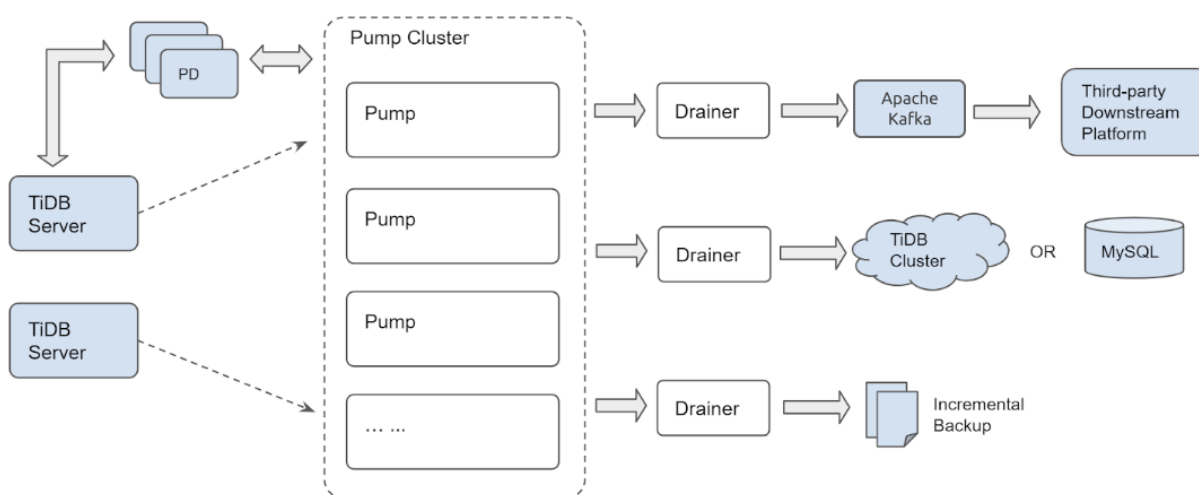 Pump Cluster
PD
Pump
Drainer
Apache
Kafka
Third-party
Downstream
Platform
TiDB
Server
Pump
Drainer
TiDB
Cluster
OR
MySQL
TiDB
Server
Pump
Drainer
Incremental
Backup
... ...